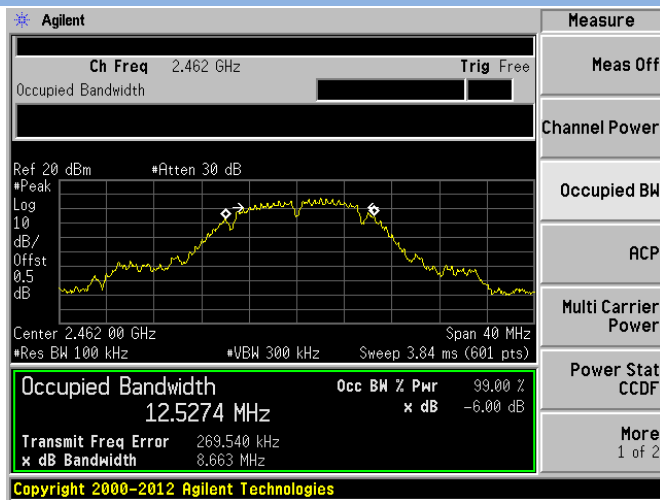 Agilent
Measure
Ch Freq 2.462 GHz Trig Free
Occupied Bandwidth
Meas Off
Channel Power
Occupied BW
ACP
Multi Carrier
Power
Power Stat
CCDF
More
1 of 2
Ref 20 dBm #Atten 30 dB
#Peak
Log
10
dB/
Offst
0.5
dB
Center 2.462 00 GHz Span 40 MHz
#Res BW 100 kHz #VBW 300 kHz Sweep 3.84 ms (601 pts)
Occupied Bandwidth Occ BW % Pwr 99.00 %
12.5274 MHz x dB -6.00 dB
Transmit Freq Error 269.540 kHz
x dB Bandwidth 8.663 MHz
Copyright 2000-2012 Agilent Technologies